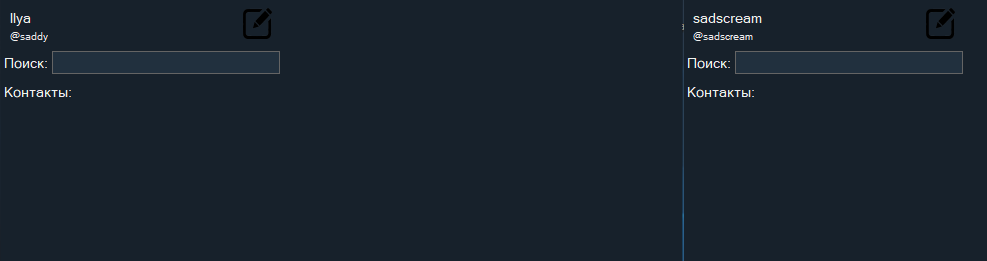 Ilya
@saddy
Поиск:
Контакты:
sadscream
@sadscream
Поиск:
Контакты: